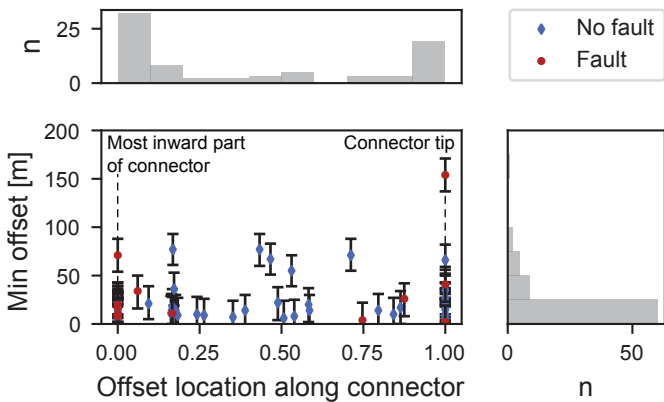 25
0
n
No fault
Fault
200
150
100
50
0
Min offset [m]
Most inward part
of connector
Connector tip
0.00 0.25 0.50 0.75 1.00
Offset location along connector
0 50
n